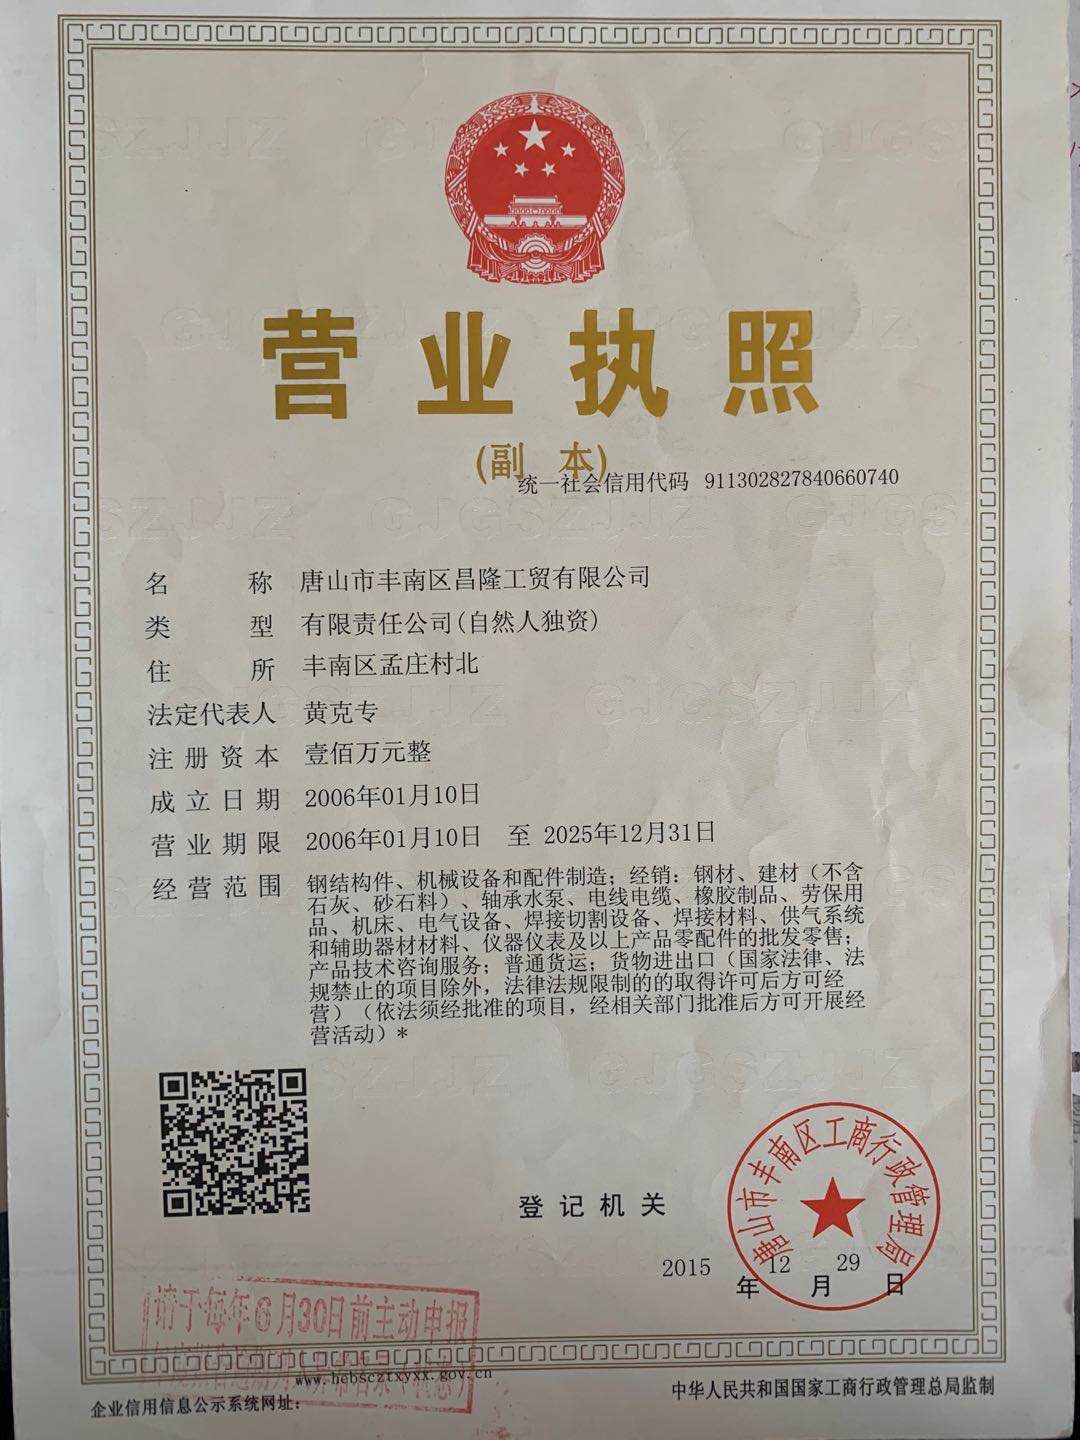 营业执照
(副 本)
统一社会信用代码 911302827840660740
名 称 唐山市丰南区昌隆工贸有限公司
类 型 有限责任公司(自然人独资)
住 所 丰南区孟庄村北
法定代表人 黄克专
注册资本 壹佰万元整
成立日期 2006年01月10日
营业期限 2006年01月10日 至 2025年12月31日
经营范围 钢结构件、机械设备和配件制造；经销：钢材、建材（不含
石灰、砂石料）、轴承水泵、电线电缆、橡胶制品、劳保用
品、机床、电气设备、焊接切割设备、焊接材料、供气系统
和辅助器材材料、仪器仪表及以上产品零配件的批发零售；
产品技术咨询服务；普通货运；货物进出口（国家法律、法
规禁止的项目除外，法律法规限制的的取得许可后方可经
营）（依法须经批准的项目，经相关部门批准后方可开展经
营活动）*
唐山市丰南区工商行政管理局
登记机关
2015年12月29日
请于每年6月30日前主动申报
www.hebscztxyxx.gov.cn
企业信用信息公示系统网址：
中华人民共和国国家工商行政管理总局监制